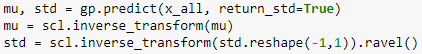 mu, std = gp.predict(x_all, return_std=True)
mu = scl.inverse_transform(mu)
std = scl.inverse_transform(std.reshape(-1,1)).ravel()